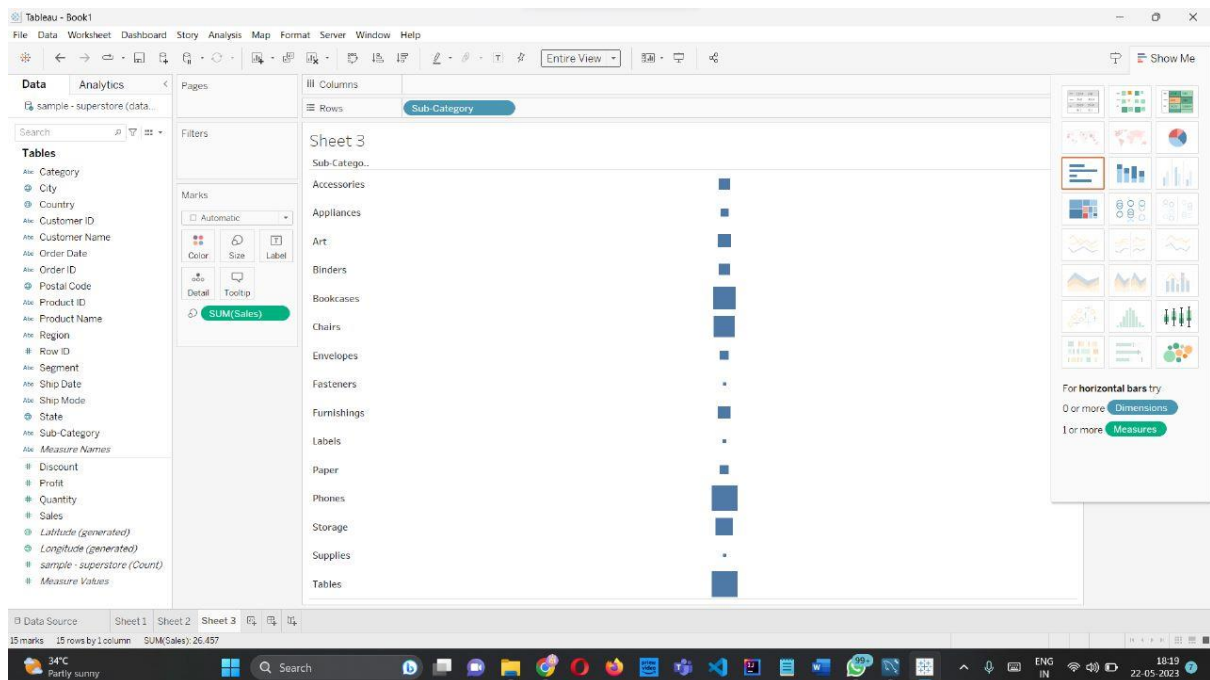 Tableau - Book1
File Data Worksheet Dashboard Story Analysis Map Format Server Window Help
Entire View
Show Me
Data Analytics
Pages
Columns
sample - superstore (data...
Rows
Sub-Category
Search
Filters
Sheet 3
Tables
Sub-Catego..
Category
City
Country
Customer ID
Customer Name
Order Date
Order ID
Postal Code
Product ID
Product Name
Region
Row ID
Segment
Ship Date
Ship Mode
State
Sub-Category
Measure Names
Discount
Profit
Quantity
Sales
Latitude (generated)
Longitude (generated)
sample - superstore (Count)
Measure Values
Marks
Automatic
Color Size Label
Detail Tooltip
SUM(Sales)
Accessories
Appliances
Art
Binders
Bookcases
Chairs
Envelopes
Fasteners
Furnishings
Labels
Paper
Phones
Storage
Supplies
Tables
For horizontal bars try
0 or more Dimensions
1 or more Measures
Data Source Sheet 1 Sheet 2 Sheet 3
15 marks 15 rows by 1 column SUM(Sales): 26,457
34°C
Partly sunny
Search
99+
ENG
IN
18:19
22-05-2023